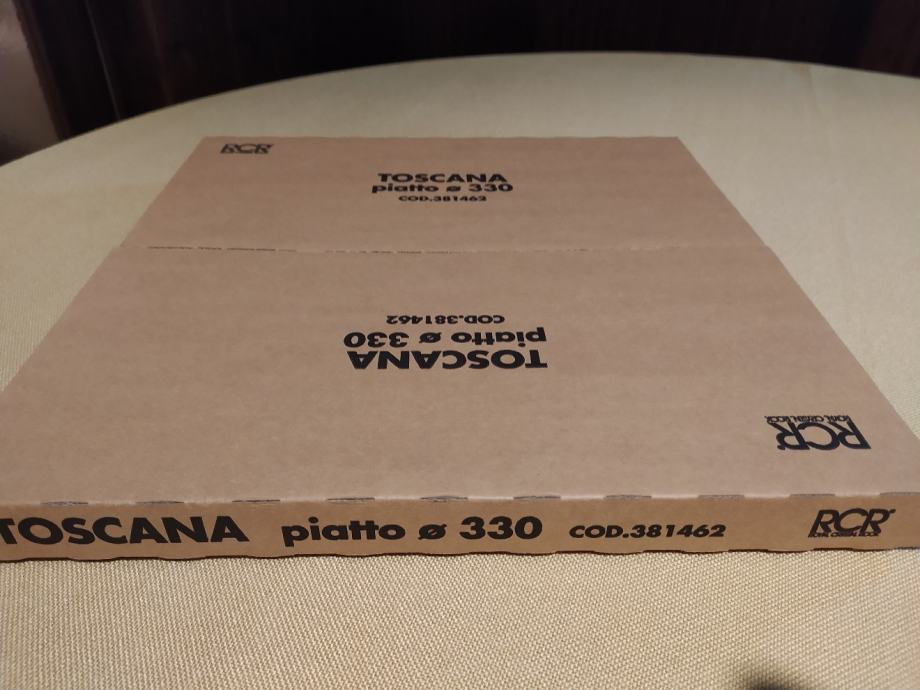 RCR
TOSCANA
piatto ø 330
COD.381462
COD.381462
piatto ø 330
TOSCANA
RCR
ROYAL CRYSTAL ROCK
TOSCANA piatto ø 330 COD.381462 RCR
ROYAL CRYSTAL ROCK